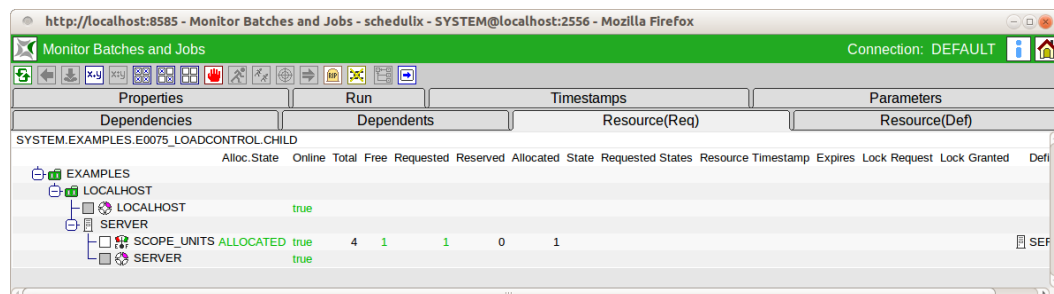 http://localhost:8585 - Monitor Batches and Jobs - schedulix - SYSTEM@localhost:2556 - Mozilla Firefox
Monitor Batches and Jobs Connection: DEFAULT
Properties Run Timestamps Parameters
Dependencies Dependents Resource(Req) Resource(Def)
SYSTEM.EXAMPLES.E0075_LOADCONTROL.CHILD
Alloc.State Online Total Free Requested Reserved Allocated State Requested States Resource Timestamp Expires Lock Request Lock Granted Defi
EXAMPLES
LOCALHOST
LOCALHOST true
SERVER
SCOPE_UNITS ALLOCATED true 4 1 1 0 1 SER
SERVER true